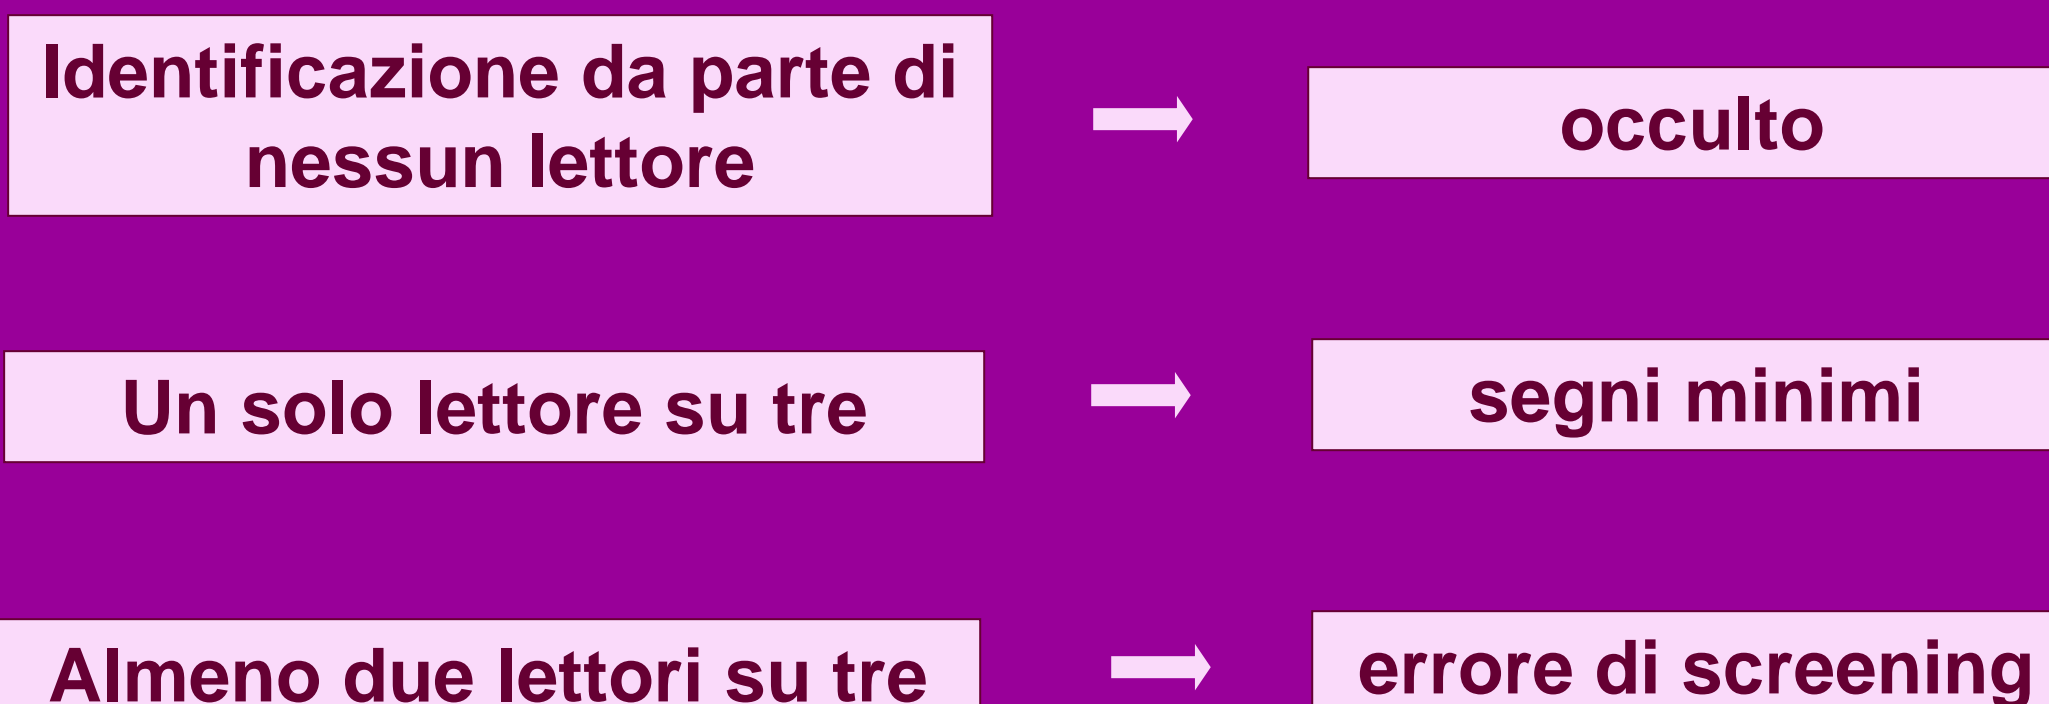 Identificazione da parte di
nessun lettore
occulto
Un solo lettore su tre
segni minimi
Almeno due lettori su tre
errore di screening